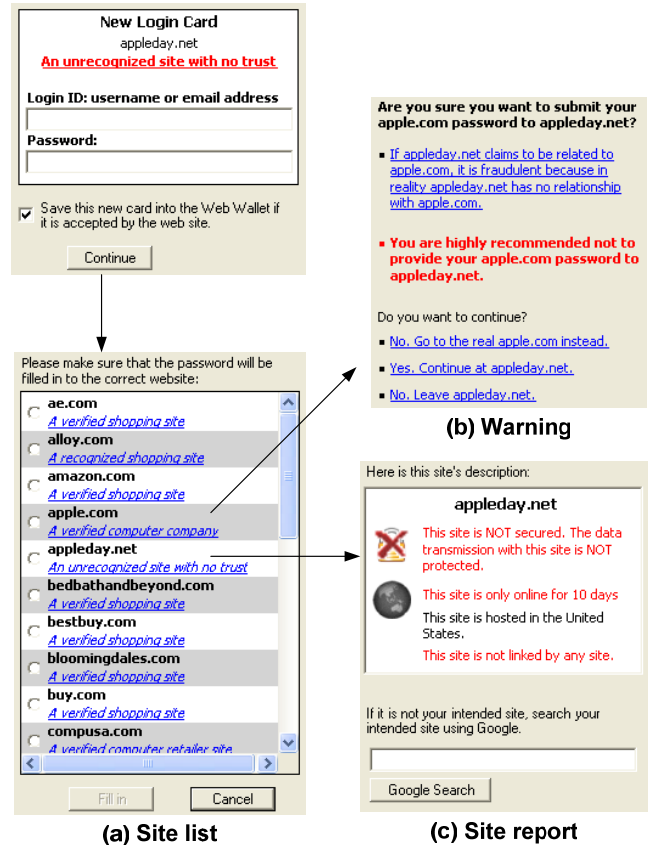 New Login Card
appleday.net
An unrecognized site with no trust
Login ID: username or email address
Password:
Save this new card into the Web Wallet if
it is accepted by the web site.
Continue
Please make sure that the password will be
filled in to the correct website:
ae.com
A verified shopping site
alloy.com
A recognized shopping site
amazon.com
A verified shopping site
apple.com
A verified computer company
appleday.net
An unrecognized site with no trust
bedbathandbeyond.com
A verified shopping site
bestbuy.com
A verified shopping site
bloomingdales.com
A verified shopping site
buy.com
A verified shopping site
compusa.com
A verified computer retailer site
Fill in
Cancel
(a) Site list
Are you sure you want to submit your
apple.com password to appleday.net?
If appleday.net claims to be related to
apple.com, it is fraudulent because in
reality appleday.net has no relationship
with apple.com.
You are highly recommended not to
provide your apple.com password to
appleday.net.
Do you want to continue?
No. Go to the real apple.com instead.
Yes. Continue at appleday.net.
No. Leave appleday.net.
(b) Warning
Here is this site's description:
appleday.net
This site is NOT secured. The data
transmission with this site is NOT
protected.
This site is only online for 10 days
This site is hosted in the United
States.
This site is not linked by any site.
If it is not your intended site, search your
intended site using Google.
Google Search
(c) Site report